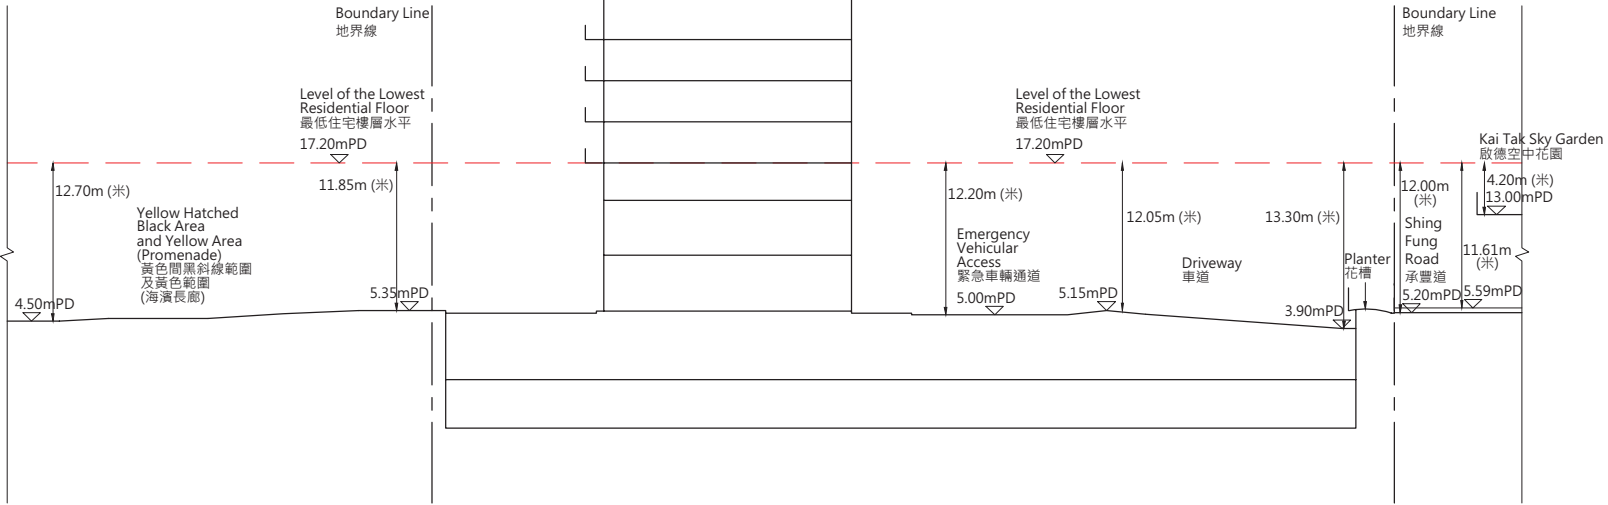 Boundary Line
地界線
Boundary Line
地界線
Level of the Lowest
Residential Floor
最低住宅樓層水平
17.20mPD
Level of the Lowest
Residential Floor
最低住宅樓層水平
17.20mPD
Kai Tak Sky Garden
啟德空中花園
12.70m (米)
11.85m (米)
12.20m (米)
12.05m (米)
13.30m (米)
12.00m
(米)
4.20m (米)
13.00mPD
Yellow Hatched
Black Area
and Yellow Area
(Promenade)
黃色間黑斜線範圍
及黃色範圍
(海濱長廊)
4.50mPD
5.35mPD
Emergency
Vehicular
Access
緊急車輛通道
5.00mPD
5.15mPD
Driveway
車道
3.90mPD
Planter
花槽
Shing
Fung
Road
承豐道
5.20mPD
11.61m
(米)
5.59mPD